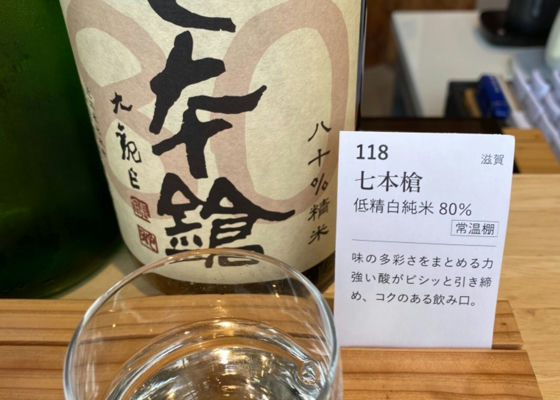 七本鎗
八十%精米
118
滋賀
七本槍
低精白純米 80%
常温棚
味の多彩さをまとめる力
強い酸がビシッと引き締
め、コクのある飲み口。